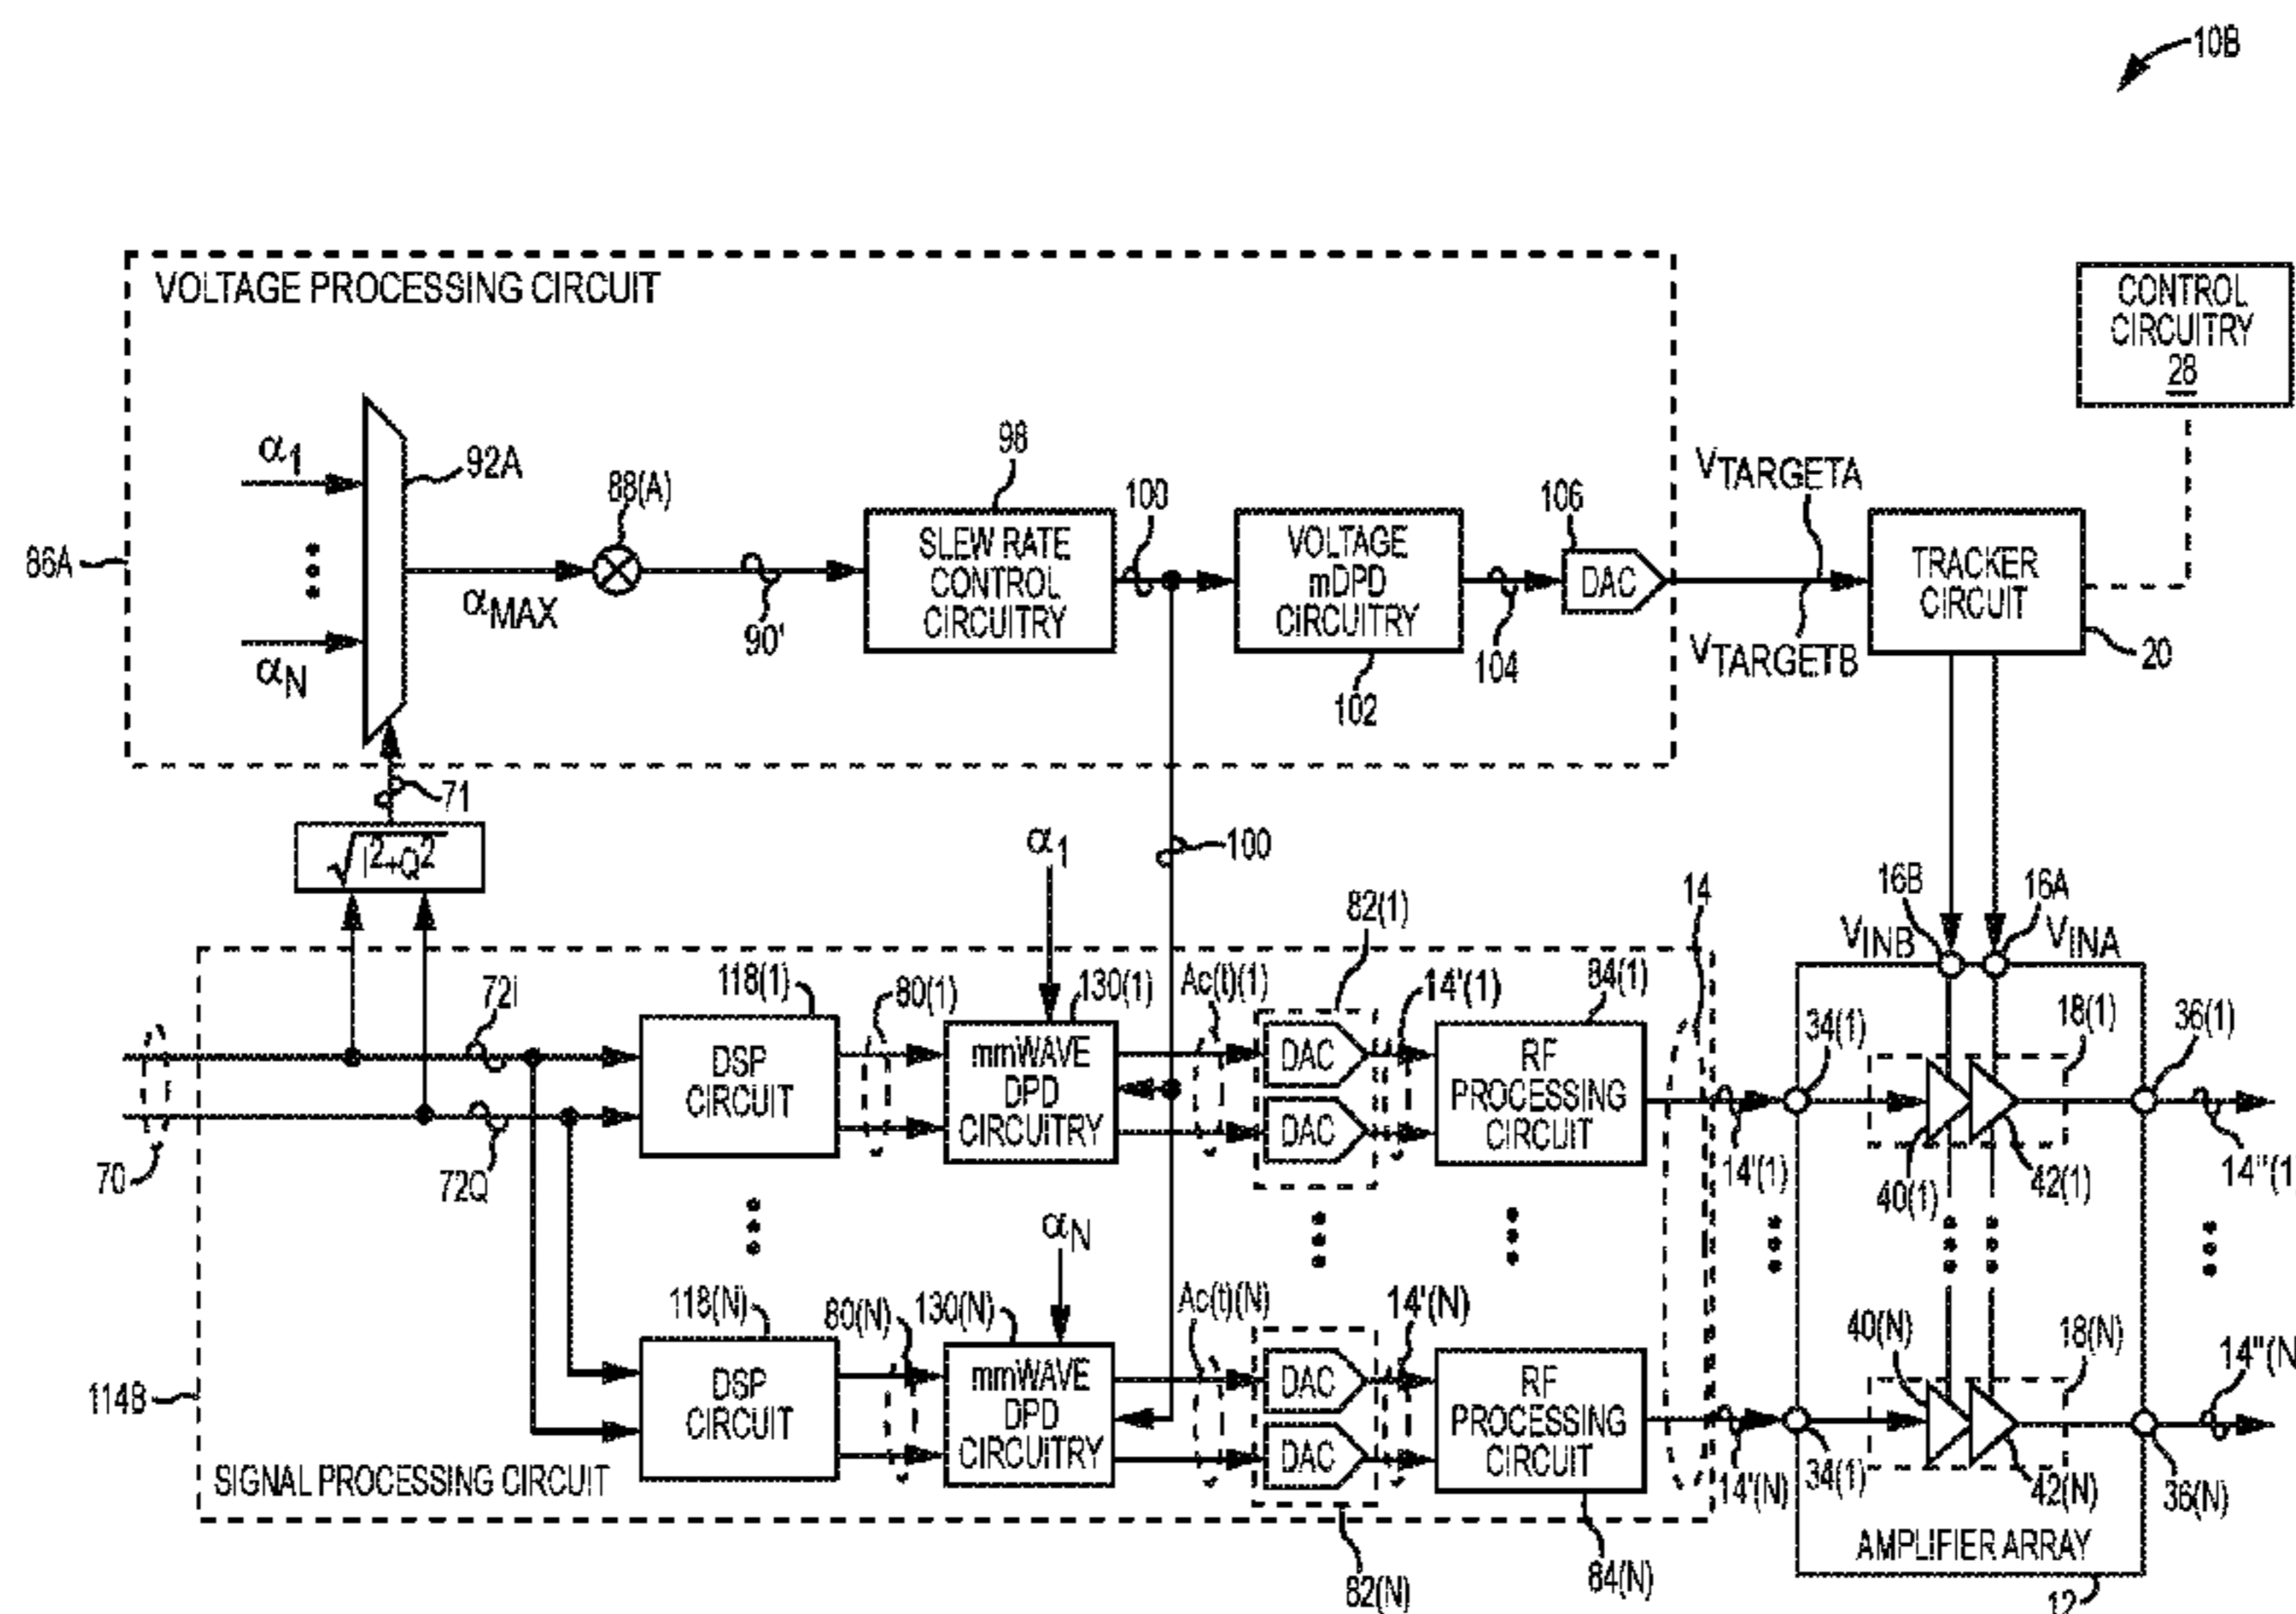 10B
VOLTAGE PROCESSING CIRCUIT
CONTROL
CIRCUITRY
28
α1
92A
88(A)
98
100
106
VTARGETA
86A
αMAX
90'
SLEW RATE
CONTROL
CIRCUITRY
VOLTAGE
mDPD
CIRCUITRY
104
DAC
VTARGETB
TRACKER
CIRCUIT
20
αN
102
71
√I²+Q²
α1
100
14
16B
16A
VINB
VINA
82(1)
72I
118(1)
80(1)
130(1)
Ac(t)(1)
14'(1)
84(1)
34(1)
18(1)
36(1)
DSP
CIRCUIT
mmWAVE
DPD
CIRCUITRY
DAC
DAC
RF
PROCESSING
CIRCUIT
70
72Q
14'(1)
40(1)
42(1)
14"(1
αN
118(N)
80(N)
130(N)
Ac(t)(N)
14'(N)
40(N)
18(N)
14"(N
114B
DSP
CIRCUIT
mmWAVE
DPD
CIRCUITRY
DAC
DAC
RF
PROCESSING
CIRCUIT
SIGNAL PROCESSING CIRCUIT
14'(N)
34(1)
42(N)
36(N)
82(N)
84(N)
AMPLIFIER ARRAY
12